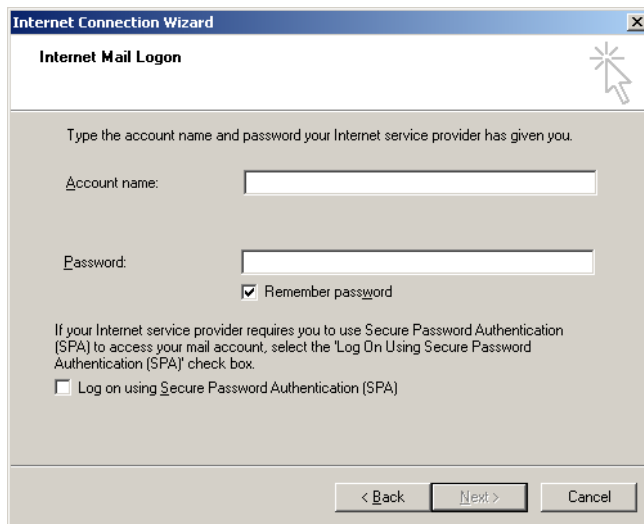 Internet Connection Wizard
Internet Mail Logon
Type the account name and password your Internet service provider has given you.
Account name:
Password:
Remember password
If your Internet service provider requires you to use Secure Password Authentication
(SPA) to access your mail account, select the 'Log On Using Secure Password
Authentication (SPA)' check box.
Log on using Secure Password Authentication (SPA)
< Back Next > Cancel